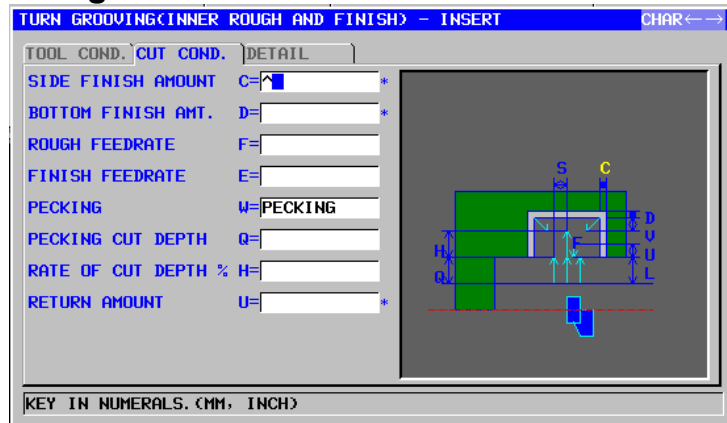 TURN GROOVING(INNER ROUGH AND FINISH) - INSERT CHAR←→
TOOL COND. CUT COND. DETAIL
SIDE FINISH AMOUNT C=^ *
BOTTOM FINISH AMT. D= *
ROUGH FEEDRATE F=
FINISH FEEDRATE E=
PECKING W=PECKING
PECKING CUT DEPTH Q=
RATE OF CUT DEPTH % H=
RETURN AMOUNT U= *
S C
D
V
F
H U
Q L
KEY IN NUMERALS.(MM, INCH)